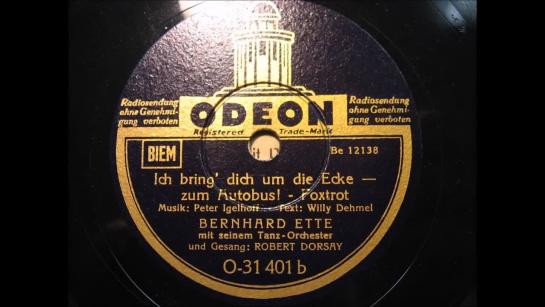 Radiosendung
ohne Genehmi-
gung verboten
ODEON
Radiosendung
ohne Genehmi-
gung verboten
Registered Trade-Mark
BIEM
Be 12138
Ich bring' dich um die Ecke —
zum Autobus! - Foxtrot
Musik: Peter Igelhoff - Text: Willy Dehmel
BERNHARD ETTE
mit seinem Tanz-Orchester
und Gesang: ROBERT DORSAY
O-31 401 b